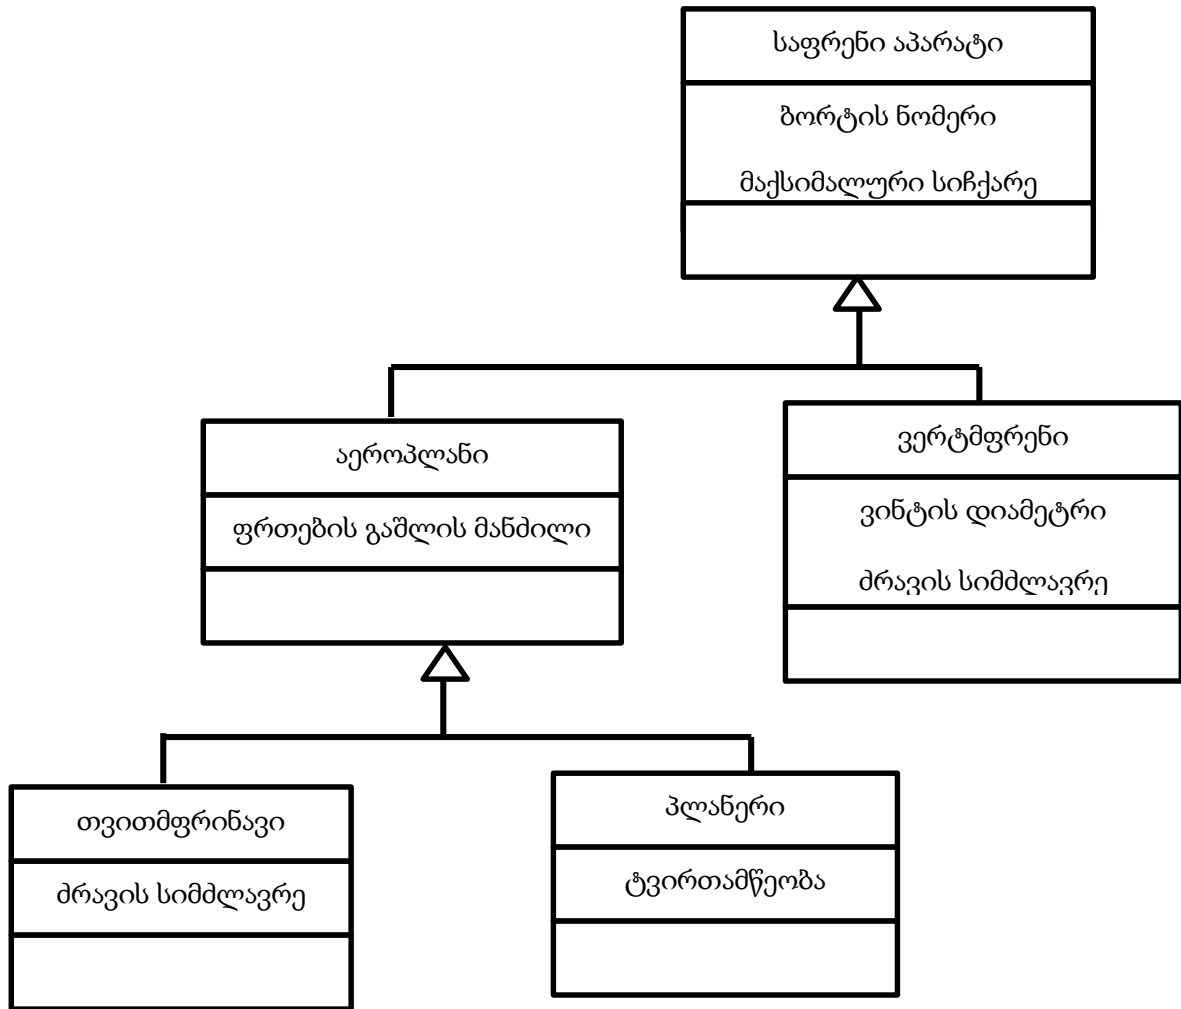 საფრენი აპარატი
ბორტის ნომერი
მაქსიმალური სიჩქარე
აეროპლანი
ფრთების გაშლის მანძილი
ვერტმფრენი
ვინტის დიამეტრი
ძრავის სიმძლავრე
თვითმფრინავი
ძრავის სიმძლავრე
პლანერი
ტვირთამწეობა